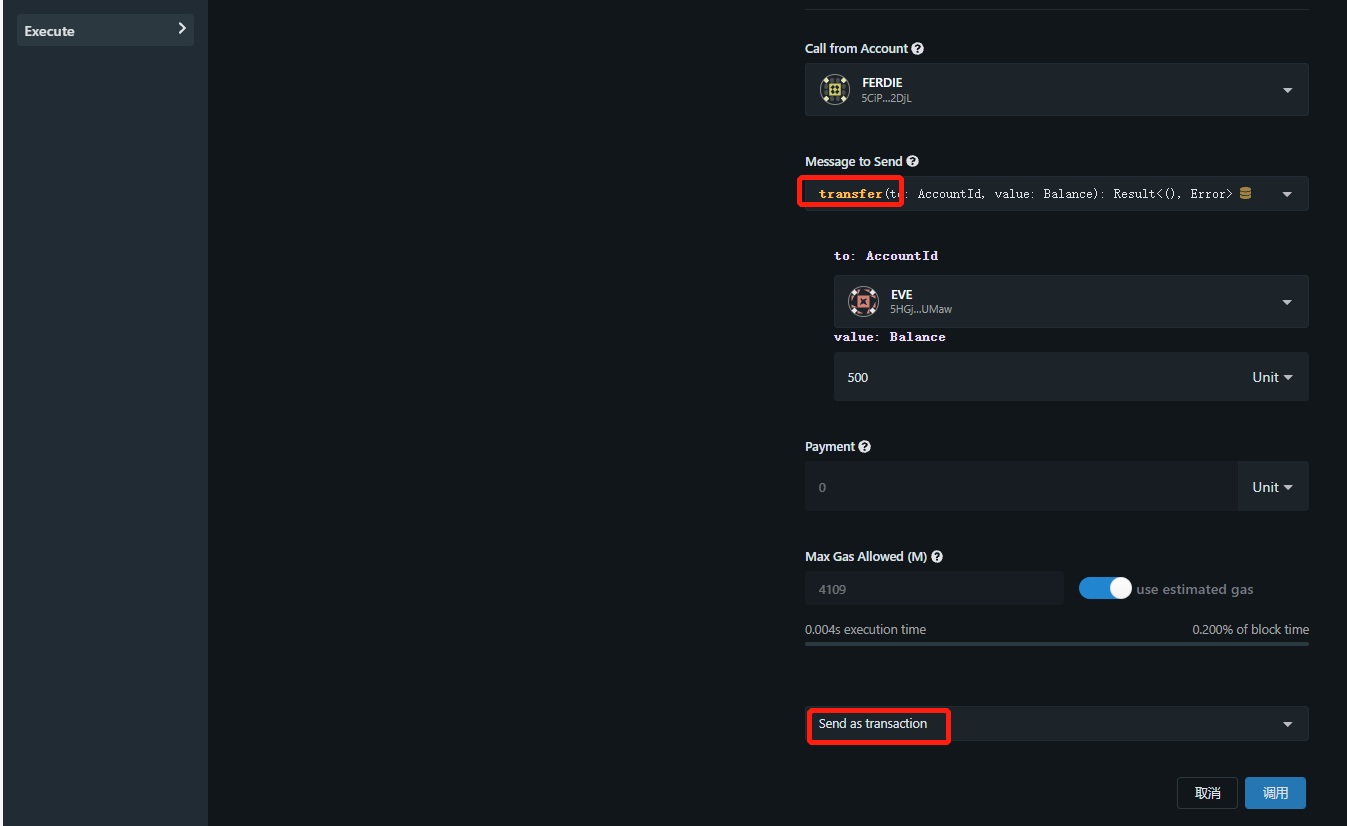 Execute
Call from Account
FERDIE
5CiP...2DjL
Message to Send
transfer(to: AccountId, value: Balance): Result<(), Error>
to: AccountId
EVE
5HGj...UMaw
value: Balance
500 Unit
Payment
0 Unit
Max Gas Allowed (M)
4109 use estimated gas
0.004s execution time 0.200% of block time
Send as transaction
取消 调用